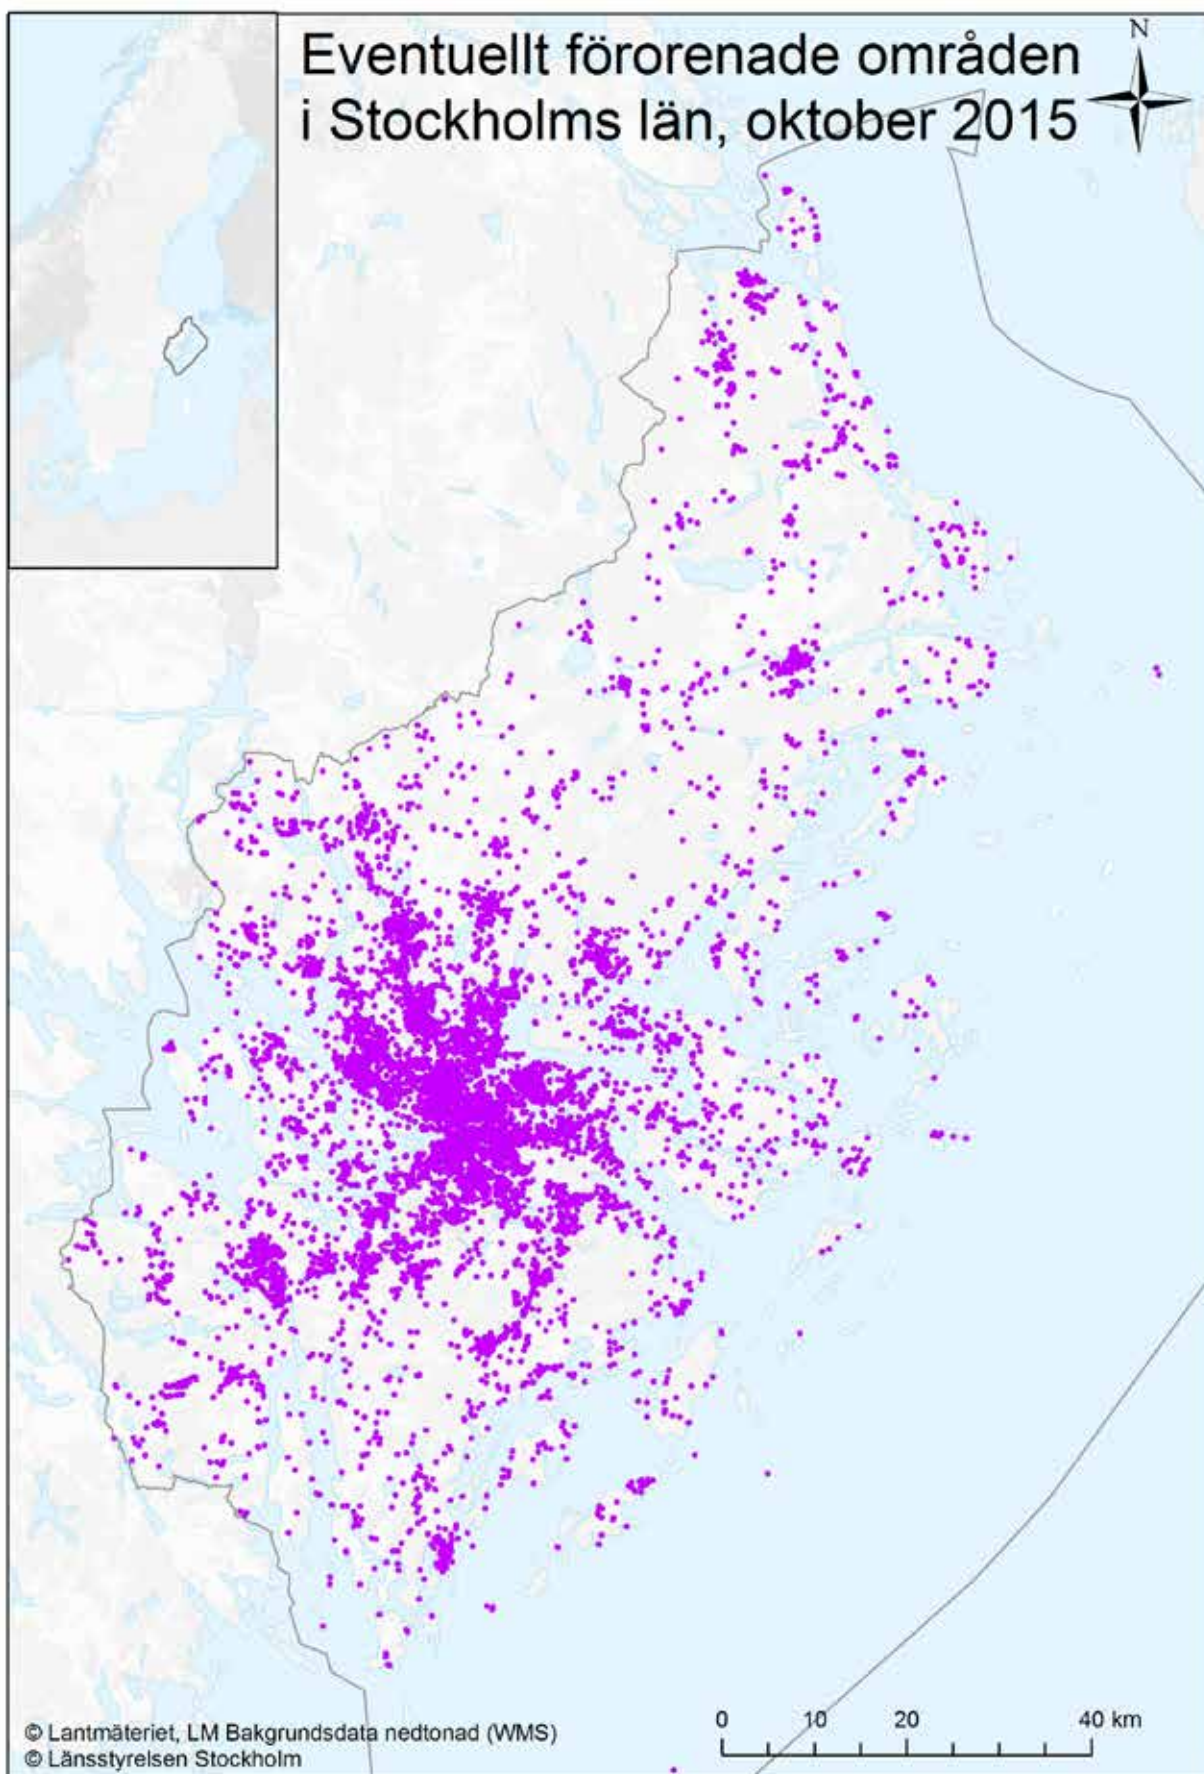 Eventuellt förorenade områden
i Stockholms län, oktober 2015
N
0 10 20 40 km
© Lantmäteriet, LM Bakgrundsdata nedtonad (WMS)
© Länsstyrelsen Stockholm